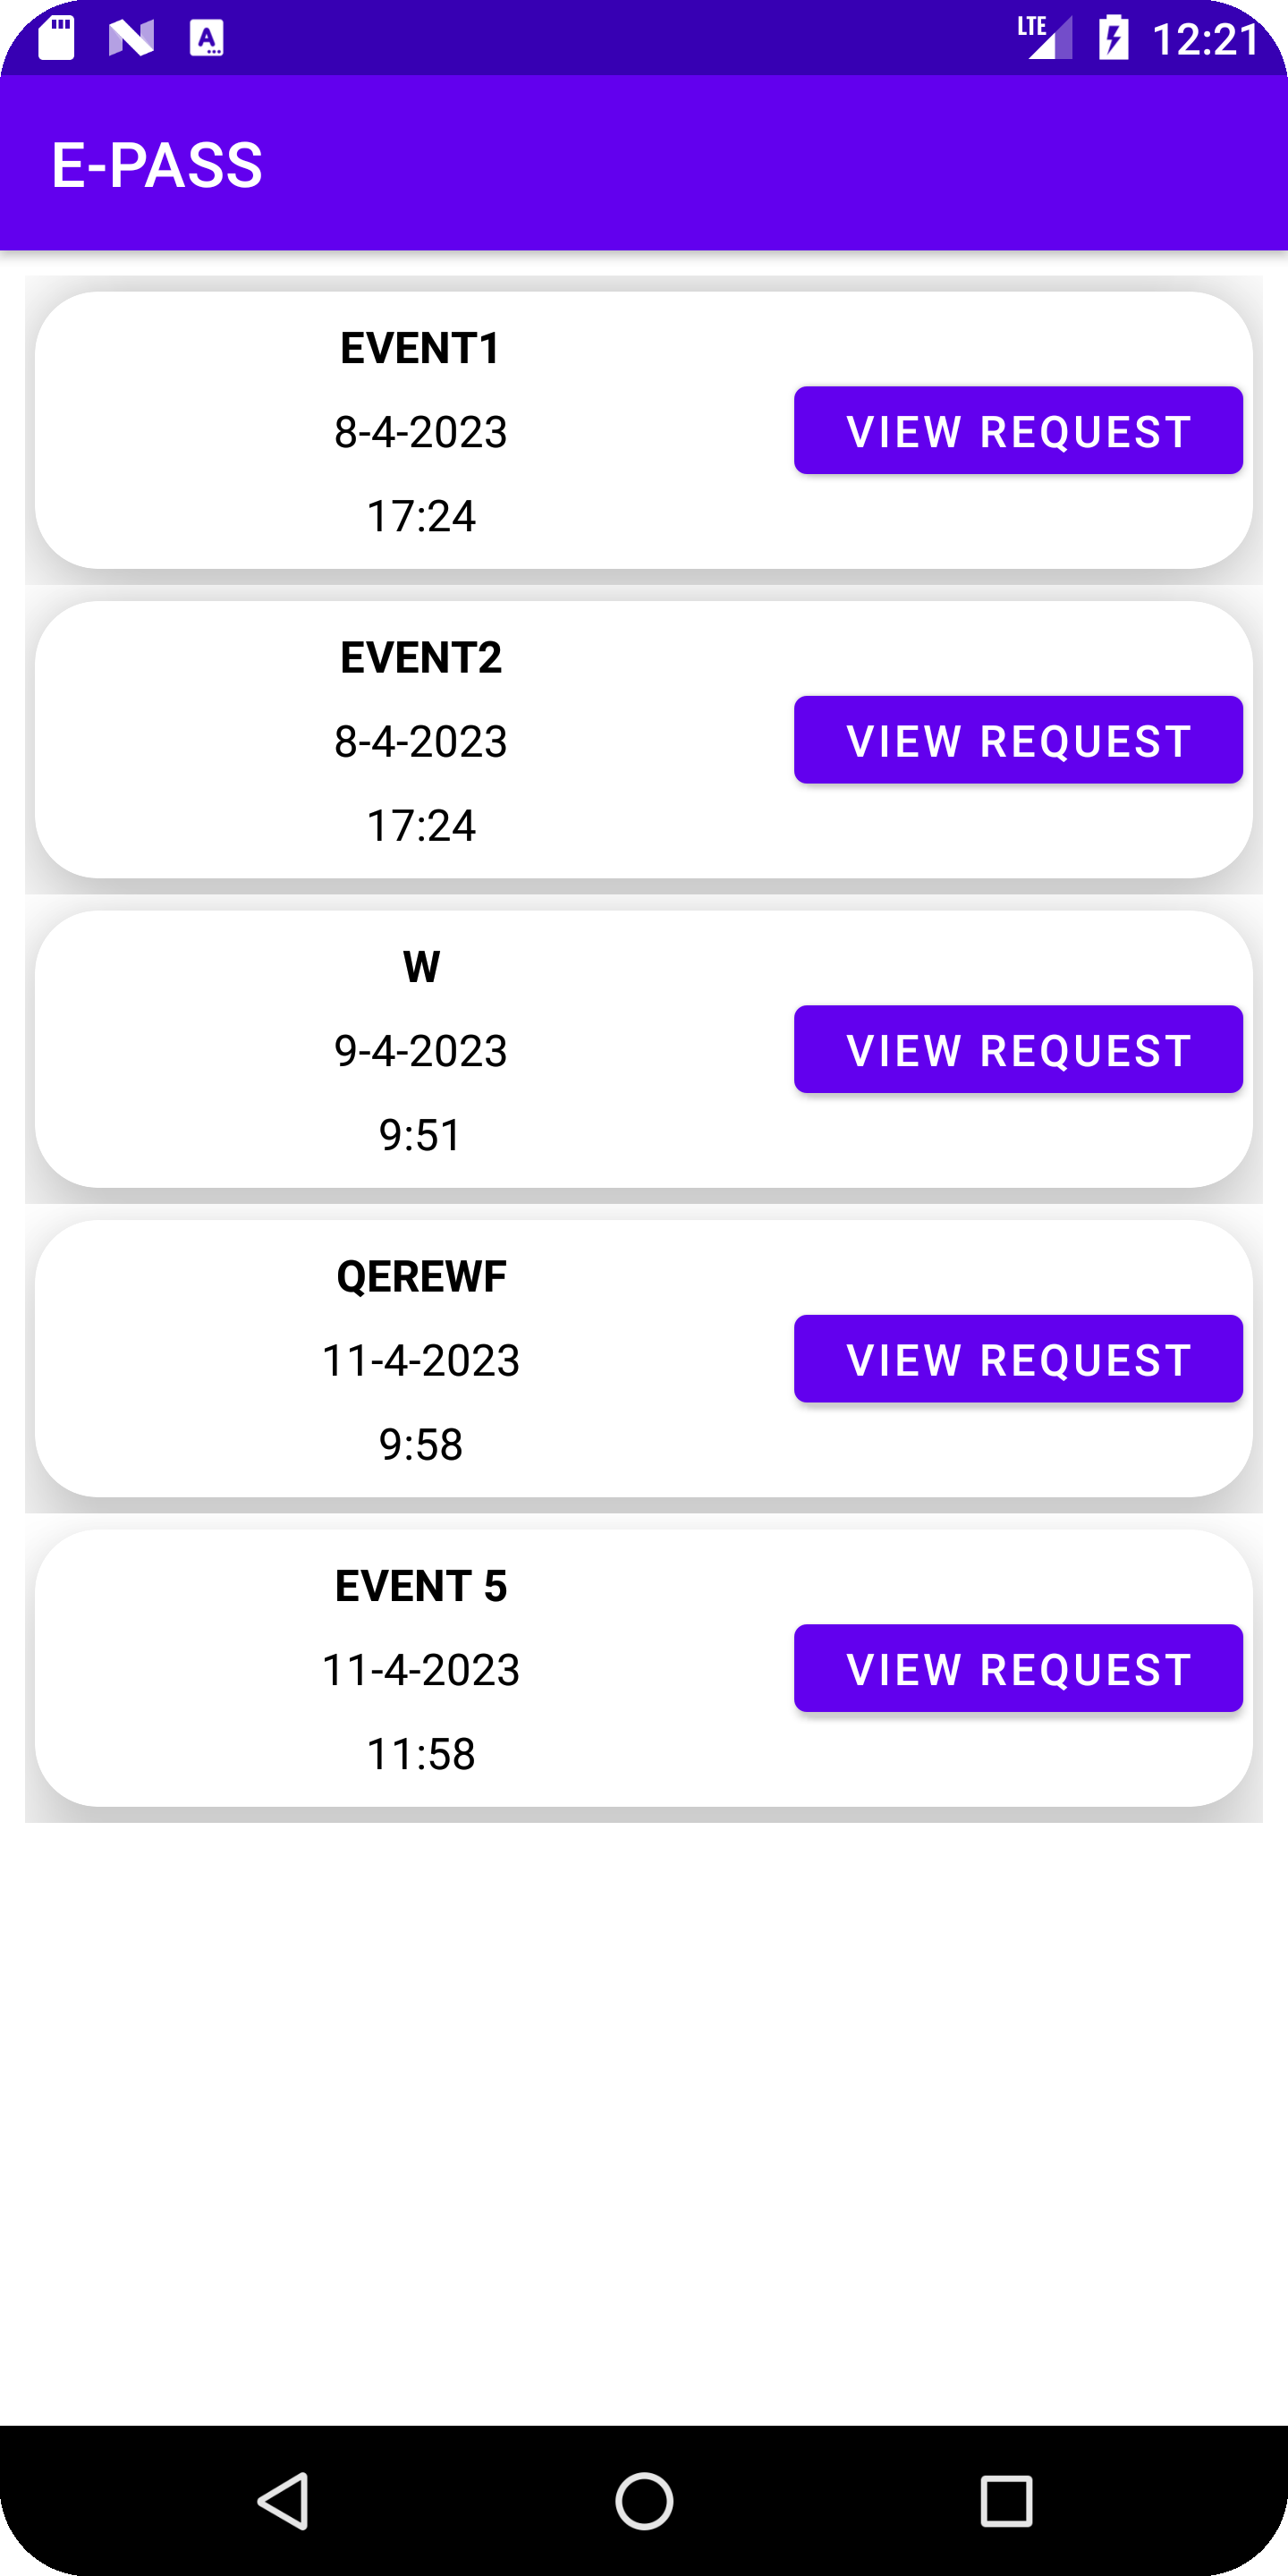 LTE 12:21
E-PASS
EVENT1
8-4-2023
VIEW REQUEST
17:24
EVENT2
8-4-2023
VIEW REQUEST
17:24
W
9-4-2023
VIEW REQUEST
9:51
QEREWF
11-4-2023
VIEW REQUEST
9:58
EVENT 5
11-4-2023
VIEW REQUEST
11:58